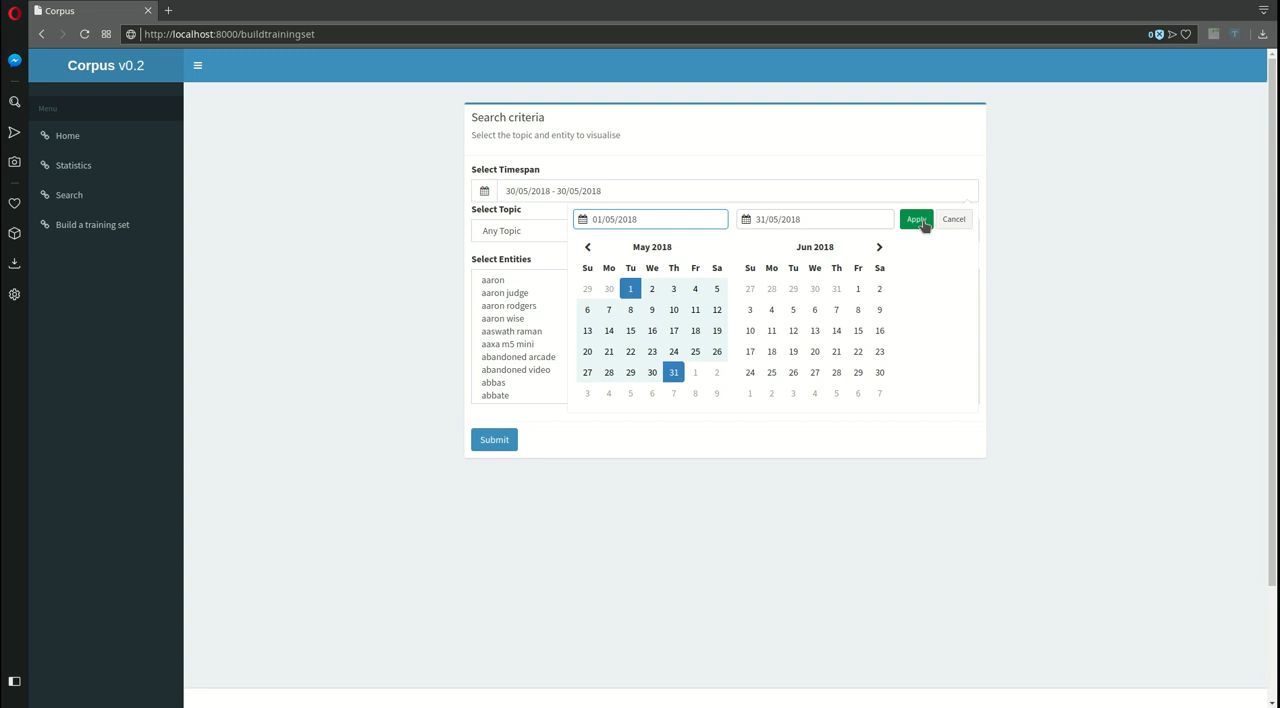 Corpus
http://localhost:8000/buildtrainingset
0
Corpus v0.2
Menu
Home
Statistics
Search
Build a training set
Search criteria
Select the topic and entity to visualise
Select Timespan
30/05/2018 - 30/05/2018
Select Topic
Any Topic
Select Entities
aaron
aaron judge
aaron rodgers
aaron wise
aaswath raman
aaxa m5 mini
abandoned arcade
abandoned video
abbas
abbate
Submit
01/05/2018
31/05/2018
Apply
Cancel
May 2018
Su Mo Tu We Th Fr Sa
29 30 1 2 3 4 5
6 7 8 9 10 11 12
13 14 15 16 17 18 19
20 21 22 23 24 25 26
27 28 29 30 31 1 2
3 4 5 6 7 8 9
Jun 2018
Su Mo Tu We Th Fr Sa
27 28 29 30 31 1 2
3 4 5 6 7 8 9
10 11 12 13 14 15 16
17 18 19 20 21 22 23
24 25 26 27 28 29 30
1 2 3 4 5 6 7